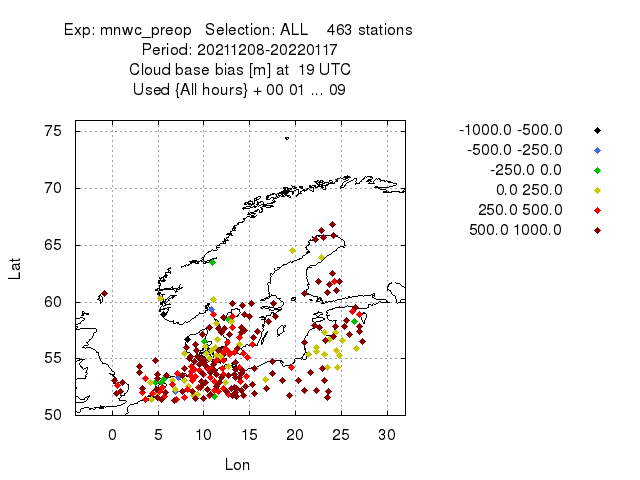 Exp: mnwc_preop   Selection: ALL    463 stations
Period: 20211208-20220117
Cloud base bias [m] at  19 UTC
Used {All hours} + 00 01 ... 09
-1000.0 -500.0
-500.0 -250.0
-250.0 0.0
0.0 250.0
250.0 500.0
500.0 1000.0
75
70
65
60
55
50
Lat
0 5 10 15 20 25 30
Lon